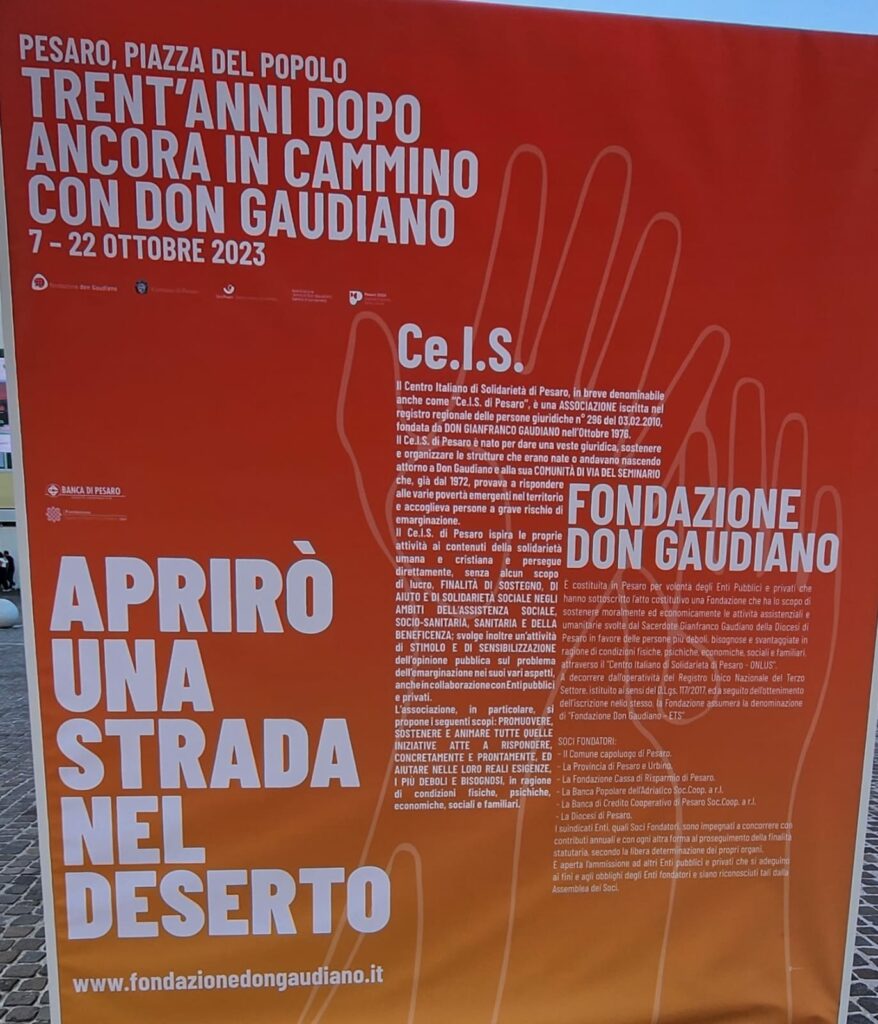 PESARO, PIAZZA DEL POPOLO
TRENT'ANNI DOPO
ANCORA IN CAMMINO
CON DON GAUDIANO
7 – 22 OTTOBRE 2023
fondazione don Gaudiano
Comune di Pesaro
Ce.I.S.
Il Centro Italiano di Solidarietà di Pesaro, in breve denominabile
anche come "Ce.I.S. di Pesaro", è una ASSOCIAZIONE iscritta nel
registro regionale delle persone giuridiche n° 296 del 03.02.2010,
fondata da DON GIANFRANCO GAUDIANO nell'Ottobre 1976.
Il Ce.I.S. di Pesaro è nato per dare una veste giuridica, sostenere
e organizzare le strutture che erano nate o andavano nascendo
attorno a Don Gaudiano e alla sua COMUNITÀ DI VIA DEL SEMINARIO
che, già dal 1972, provava a rispondere
alle varie povertà emergenti nel territorio
e accoglieva persone a grave rischio di
emarginazione.
Il Ce.I.S. di Pesaro ispira le proprie
attività ai contenuti della solidarietà
umana e cristiana e persegue
direttamente, senza alcun scopo
di lucro, FINALITÀ DI SOSTEGNO, DI
AIUTO E DI SOLIDARIETÀ SOCIALE NEGLI
AMBITI DELL'ASSISTENZA SOCIALE,
SOCIO-SANITARIA, SANITARIA E DELLA
BENEFICENZA; svolge inoltre un'attività
di STIMOLO E DI SENSIBILIZZAZIONE
dell'opinione pubblica sul problema
dell'emarginazione nei suoi vari aspetti,
anche in collaborazione con Enti pubblici
e privati.
L'associazione, in particolare, si
propone i seguenti scopi: PROMUOVERE,
SOSTENERE E ANIMARE TUTTE QUELLE
INIZIATIVE ATTE A RISPONDERE,
CONCRETAMENTE E PRONTAMENTE, ED
AIUTARE NELLE LORO REALI ESIGENZE,
I PIÙ DEBOLI E BISOGNOSI, in ragione
di condizioni fisiche, psichiche,
economiche, sociali e familiari.
FONDAZIONE
DON GAUDIANO
È costituita in Pesaro per volontà degli Enti Pubblici e privati che
hanno sottoscritto l'atto costitutivo una Fondazione che ha lo scopo di
sostenere moralmente ed economicamente le attività assistenziali e
umanitarie svolte dal Sacerdote Gianfranco Gaudiano della Diocesi di
Pesaro in favore delle persone più deboli, bisognose e svantaggiate in
ragione di condizioni fisiche, psichiche, economiche, sociali e familiari,
attraverso il "Centro Italiano di Solidarietà di Pesaro - ONLUS".
A decorrere dall'operatività del Registro Unico Nazionale del Terzo
Settore, istituito ai sensi del D.Lgs. 117/2017, ed a seguito dell'ottenimento
dell'iscrizione nello stesso, la Fondazione assumerà la denominazione
di "Fondazione Don Gaudiano - ETS"
SOCI FONDATORI:
- Il Comune capoluogo di Pesaro.
- La Provincia di Pesaro e Urbino.
- La Fondazione Cassa di Risparmio di Pesaro.
- La Banca Popolare dell'Adriatico Soc.Coop. a r.l.
- La Banca di Credito Cooperativo di Pesaro Soc.Coop. a r.l.
- La Diocesi di Pesaro.
I suindicati Enti, quali Soci Fondatori, sono impegnati a concorrere con
contributi annuali e con ogni altra forma al proseguimento della finalità
statutaria, secondo la libera determinazione dei propri organi.
È aperta l'ammissione ad altri Enti pubblici e privati che si adeguino
ai fini e agli obblighi degli Enti fondatori e siano riconosciuti tali dalla
Assemblea dei Soci.
BANCA DI PESARO
APRIRÒ
UNA
STRADA
NEL
DESERTO
www.fondazionedongaudiano.it